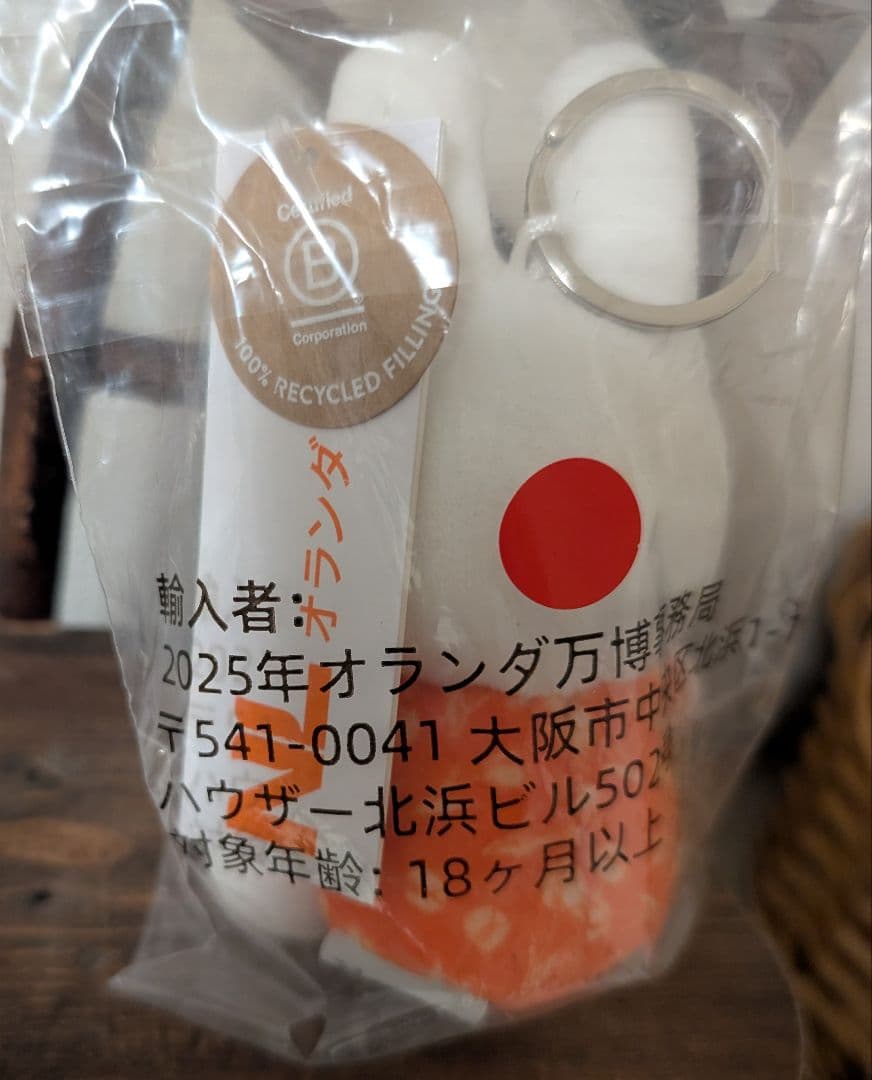 Certified
B
Corporation
100% RECYCLED FILLING
オランダ
NL
輸入者:
2025年オランダ万博事務局
〒541-0041 大阪市中央区北浜1-
ハウザー北浜ビル502
対象年齢: 18ヶ月以上